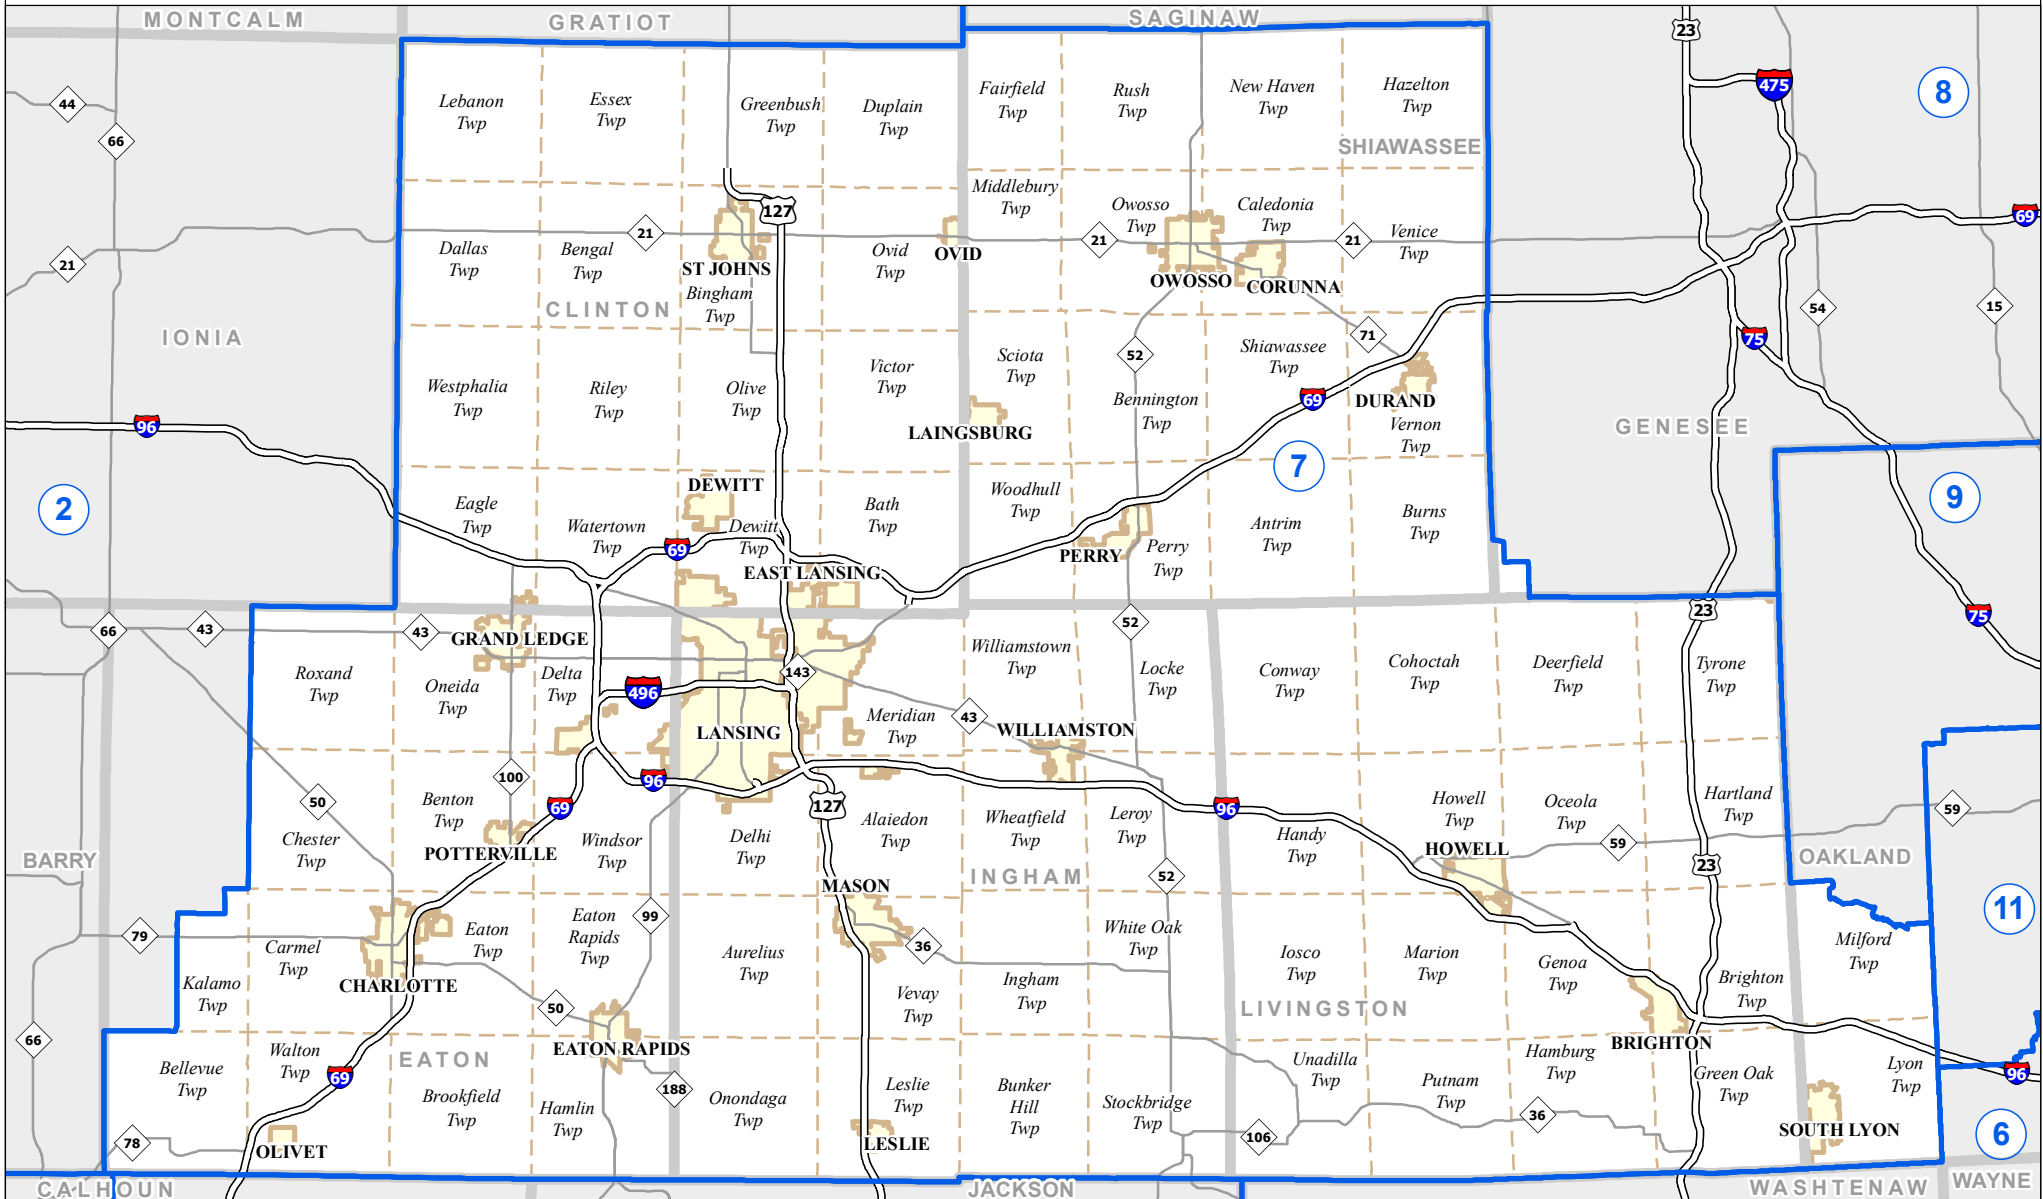 MONTCALM
GRATIOT
SAGINAW
23
475
8
44
66
Lebanon
Twp
Essex
Twp
Greenbush
Twp
Duplain
Twp
Fairfield
Twp
Rush
Twp
New Haven
Twp
Hazelton
Twp
SHIAWASSEE
Middlebury
Twp
Owosso
Twp
Caledonia
Twp
127
21
21
21
69
21
Dallas
Twp
Bengal
Twp
ST JOHNS
Bingham
Twp
Ovid
Twp
OVID
OWOSSO
CORUNNA
Venice
Twp
CLINTON
IONIA
54
15
75
71
52
Westphalia
Twp
Riley
Twp
Olive
Twp
Victor
Twp
Sciota
Twp
LAINGSBURG
Bennington
Twp
Shiawassee
Twp
69
DURAND
Vernon
Twp
GENESEE
96
7
2
9
Eagle
Twp
Watertown
Twp
DEWITT
Dewitt
Twp
Bath
Twp
Woodhull
Twp
PERRY
Perry
Twp
Antrim
Twp
Burns
Twp
69
EAST LANSING
23
75
66
43
43
GRAND LEDGE
52
Roxand
Twp
Oneida
Twp
Delta
Twp
496
143
LANSING
Meridian
Twp
43
Williamstown
Twp
WILLIAMSTON
Locke
Twp
Conway
Twp
Cohoctah
Twp
Deerfield
Twp
Tyrone
Twp
50
100
69
96
127
96
59
Chester
Twp
Benton
Twp
POTTERVILLE
Windsor
Twp
Delhi
Twp
Alaiedon
Twp
Wheatfield
Twp
Leroy
Twp
Handy
Twp
Howell
Twp
HOWELL
Oceola
Twp
59
Hartland
Twp
23
OAKLAND
BARRY
MASON
INGHAM
52
11
79
Kalamo
Twp
Carmel
Twp
CHARLOTTE
Eaton
Twp
Eaton
Rapids
Twp
99
Aurelius
Twp
36
Vevay
Twp
Ingham
Twp
White Oak
Twp
Iosco
Twp
Marion
Twp
Genoa
Twp
Brighton
Twp
Milford
Twp
LIVINGSTON
50
66
Bellevue
Twp
Walton
Twp
69
EATON
EATON RAPIDS
188
BRIGHTON
96
Brookfield
Twp
Hamlin
Twp
Onondaga
Twp
Leslie
Twp
LESLIE
Bunker
Hill
Twp
Stockbridge
Twp
106
Unadilla
Twp
Putnam
Twp
Hamburg
Twp
36
Green Oak
Twp
Lyon
Twp
SOUTH LYON
6
78
OLIVET
CALHOUN
JACKSON
WASHTENAW
WAYNE